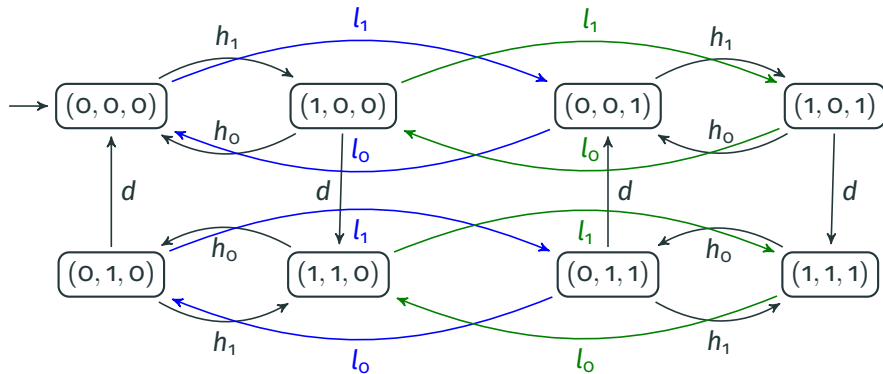 h₁ l₁ l₁ h₁
(0, 0, 0) (1, 0, 0) (0, 0, 1) (1, 0, 1)
h₀ l₀ l₀ h₀
d d d d
h₀ l₁ l₁ h₀
(0, 1, 0) (1, 1, 0) (0, 1, 1) (1, 1, 1)
h₁ l₀ l₀ h₁